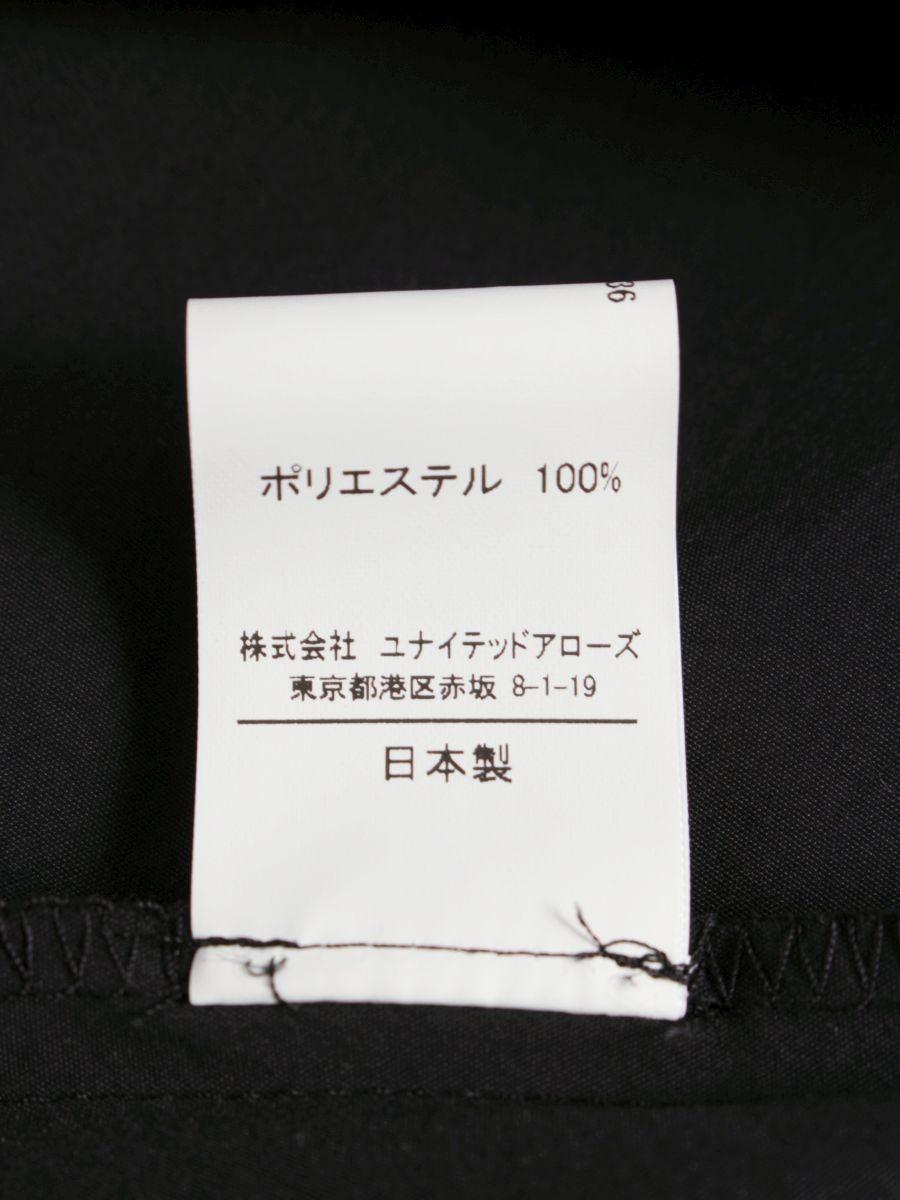 36
ポリエステル 100%
株式会社 ユナイテッドアローズ
東京都港区赤坂 8-1-19
日本製